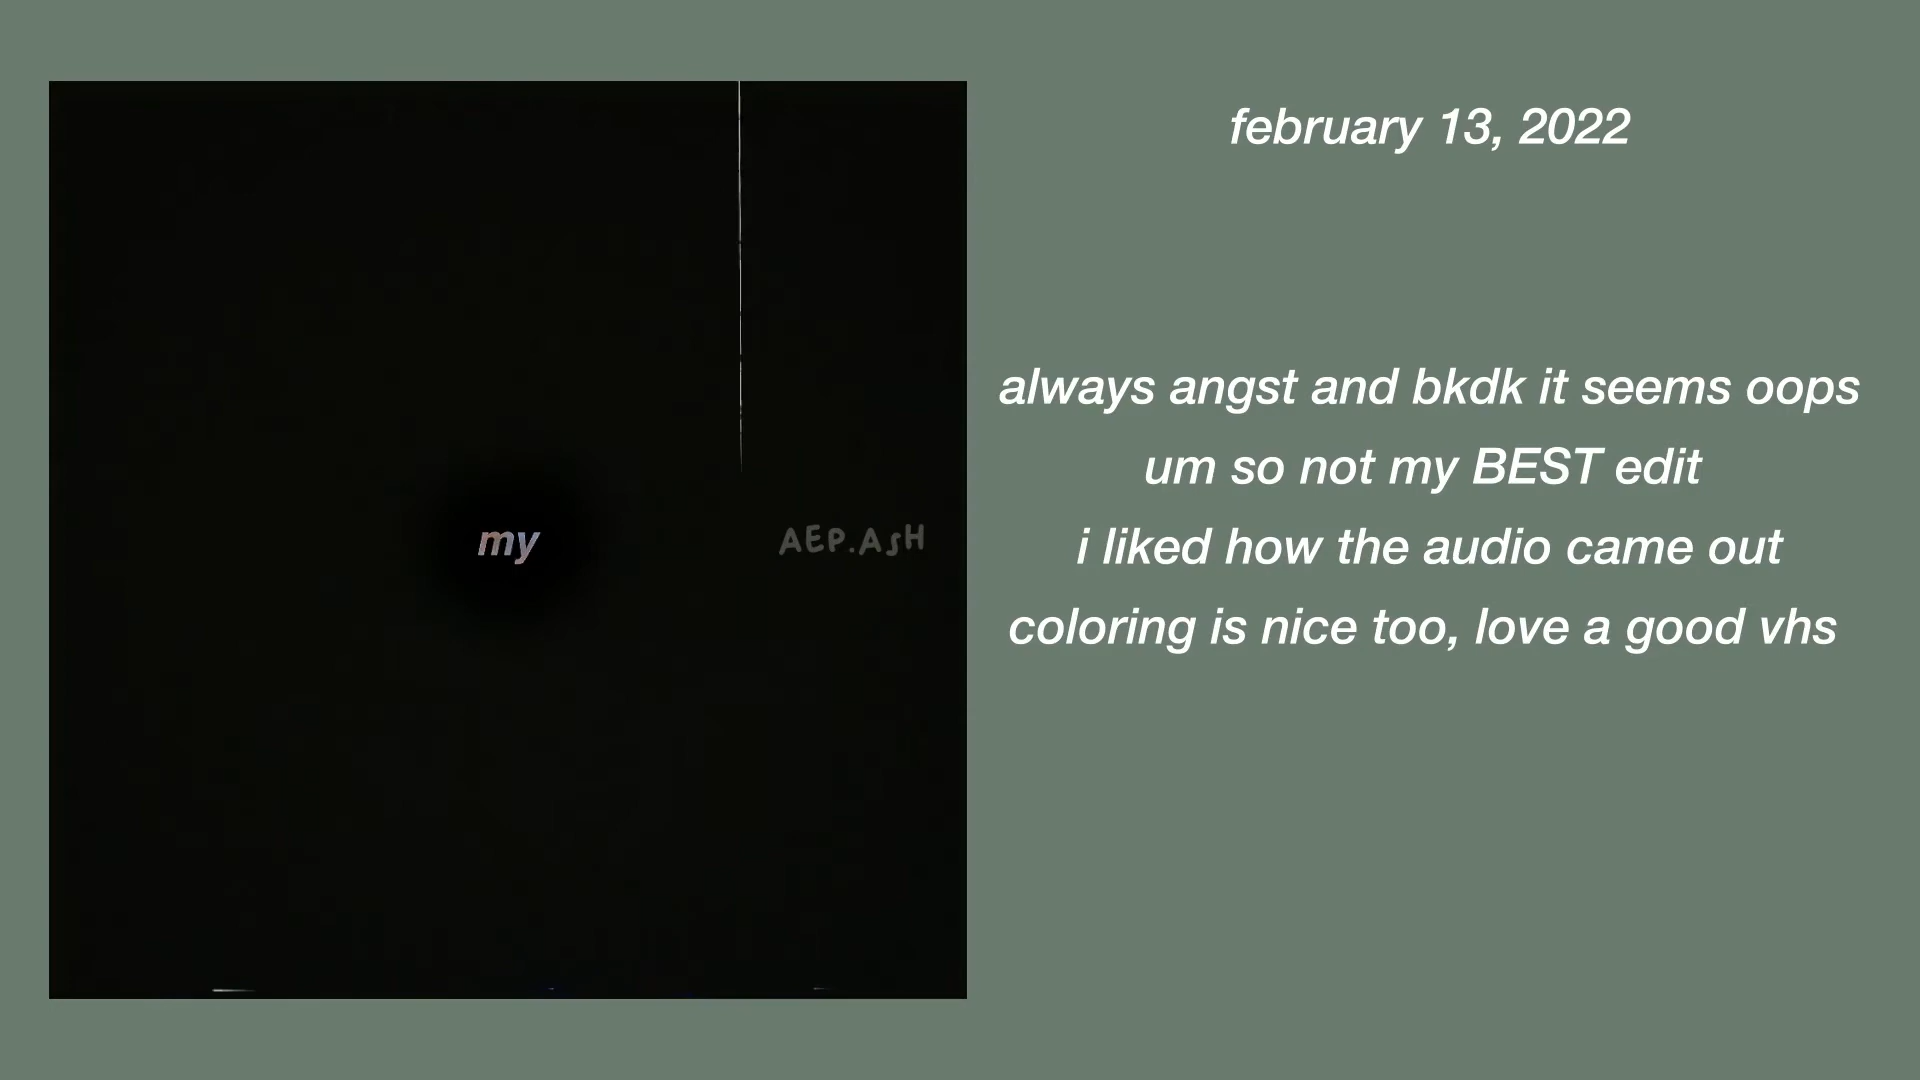 my
AEP.ASH
february 13, 2022
always angst and bkdk it seems oops
um so not my BEST edit
i liked how the audio came out
coloring is nice too, love a good vhs